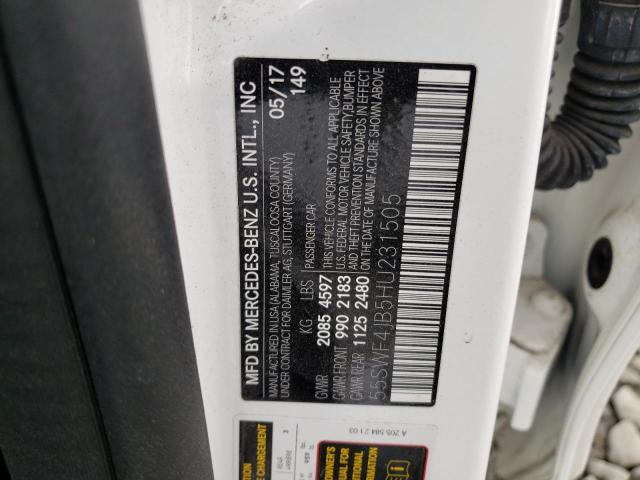 MFD BY MERCEDES-BENZ U.S. INTL., INC
MANUFACTURED IN USA (ALABAMA, TUSCALOOSA COUNTY)
UNDER CONTRACT FOR DAIMLER AG, STUTTGART (GERMANY)
05/17
149
KG LBS PASSENGER CAR
GVWR 2085 4597
GAWR FRONT 990 2183
GAWR REAR 1125 2480
THIS VEHICLE CONFORMS TO ALL APPLICABLE
U.S. FEDERAL MOTOR VEHICLE SAFETY, BUMPER
AND THEFT PREVENTION STANDARDS IN EFFECT
ON THE DATE OF MANUFACTURE SHOWN ABOVE
55SWF4JB5HU231505
A 205 584 21 03
REAR
ARRIERE
3